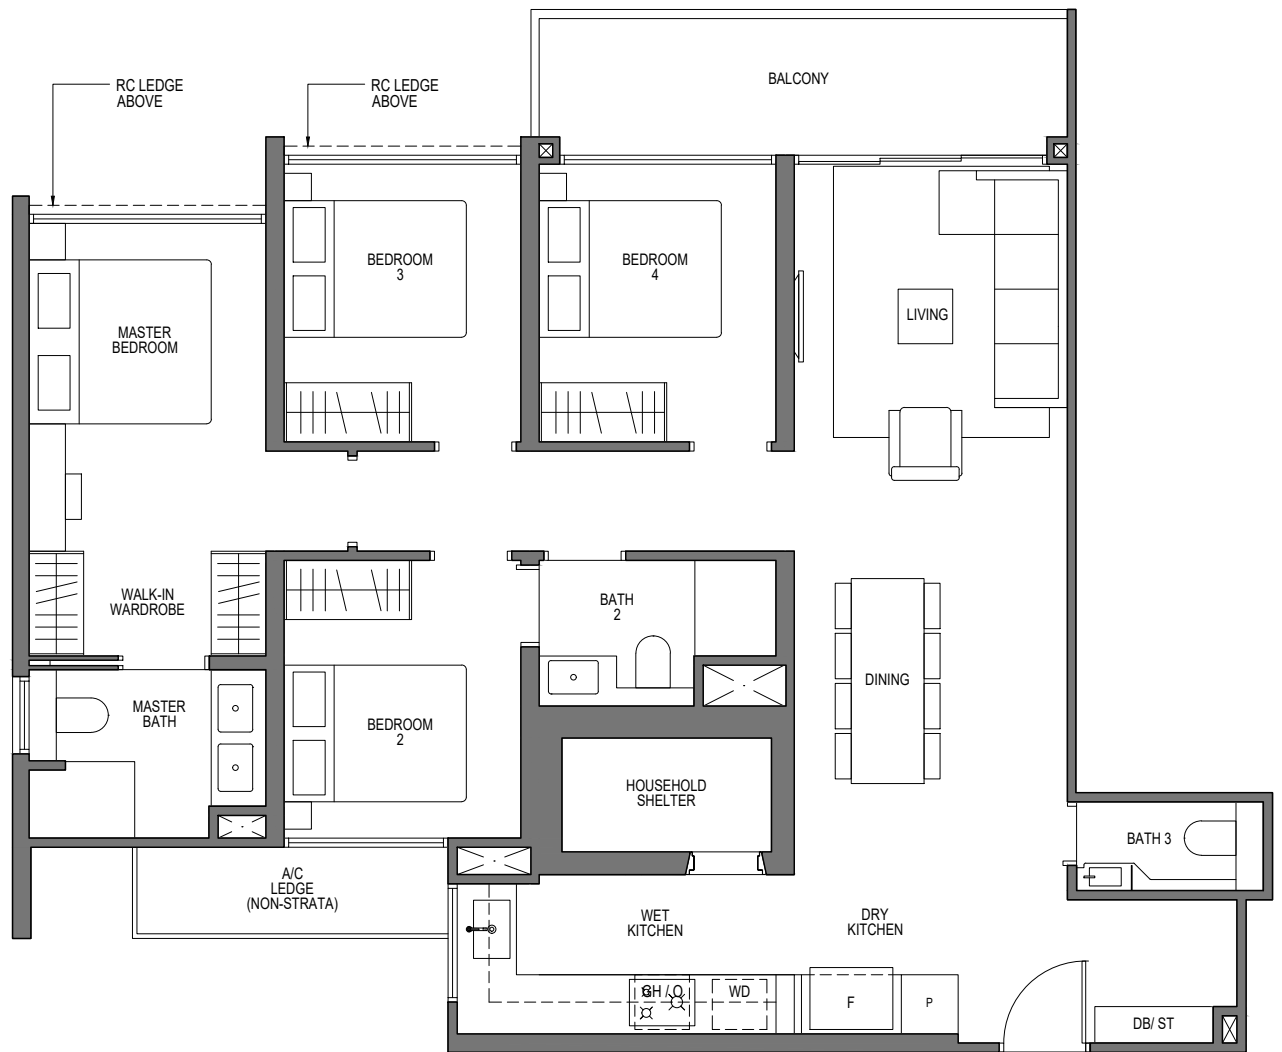 BALCONY
RC LEDGE
ABOVE
RC LEDGE
ABOVE
BEDROOM
3
BEDROOM
4
LIVING
MASTER
BEDROOM
WALK-IN
WARDROBE
BATH
2
DINING
MASTER
BATH
BEDROOM
2
HOUSEHOLD
SHELTER
BATH 3
A/C
LEDGE
(NON-STRATA)
WET
KITCHEN
DRY
KITCHEN
GH / O
WD
F
P
DB/ ST